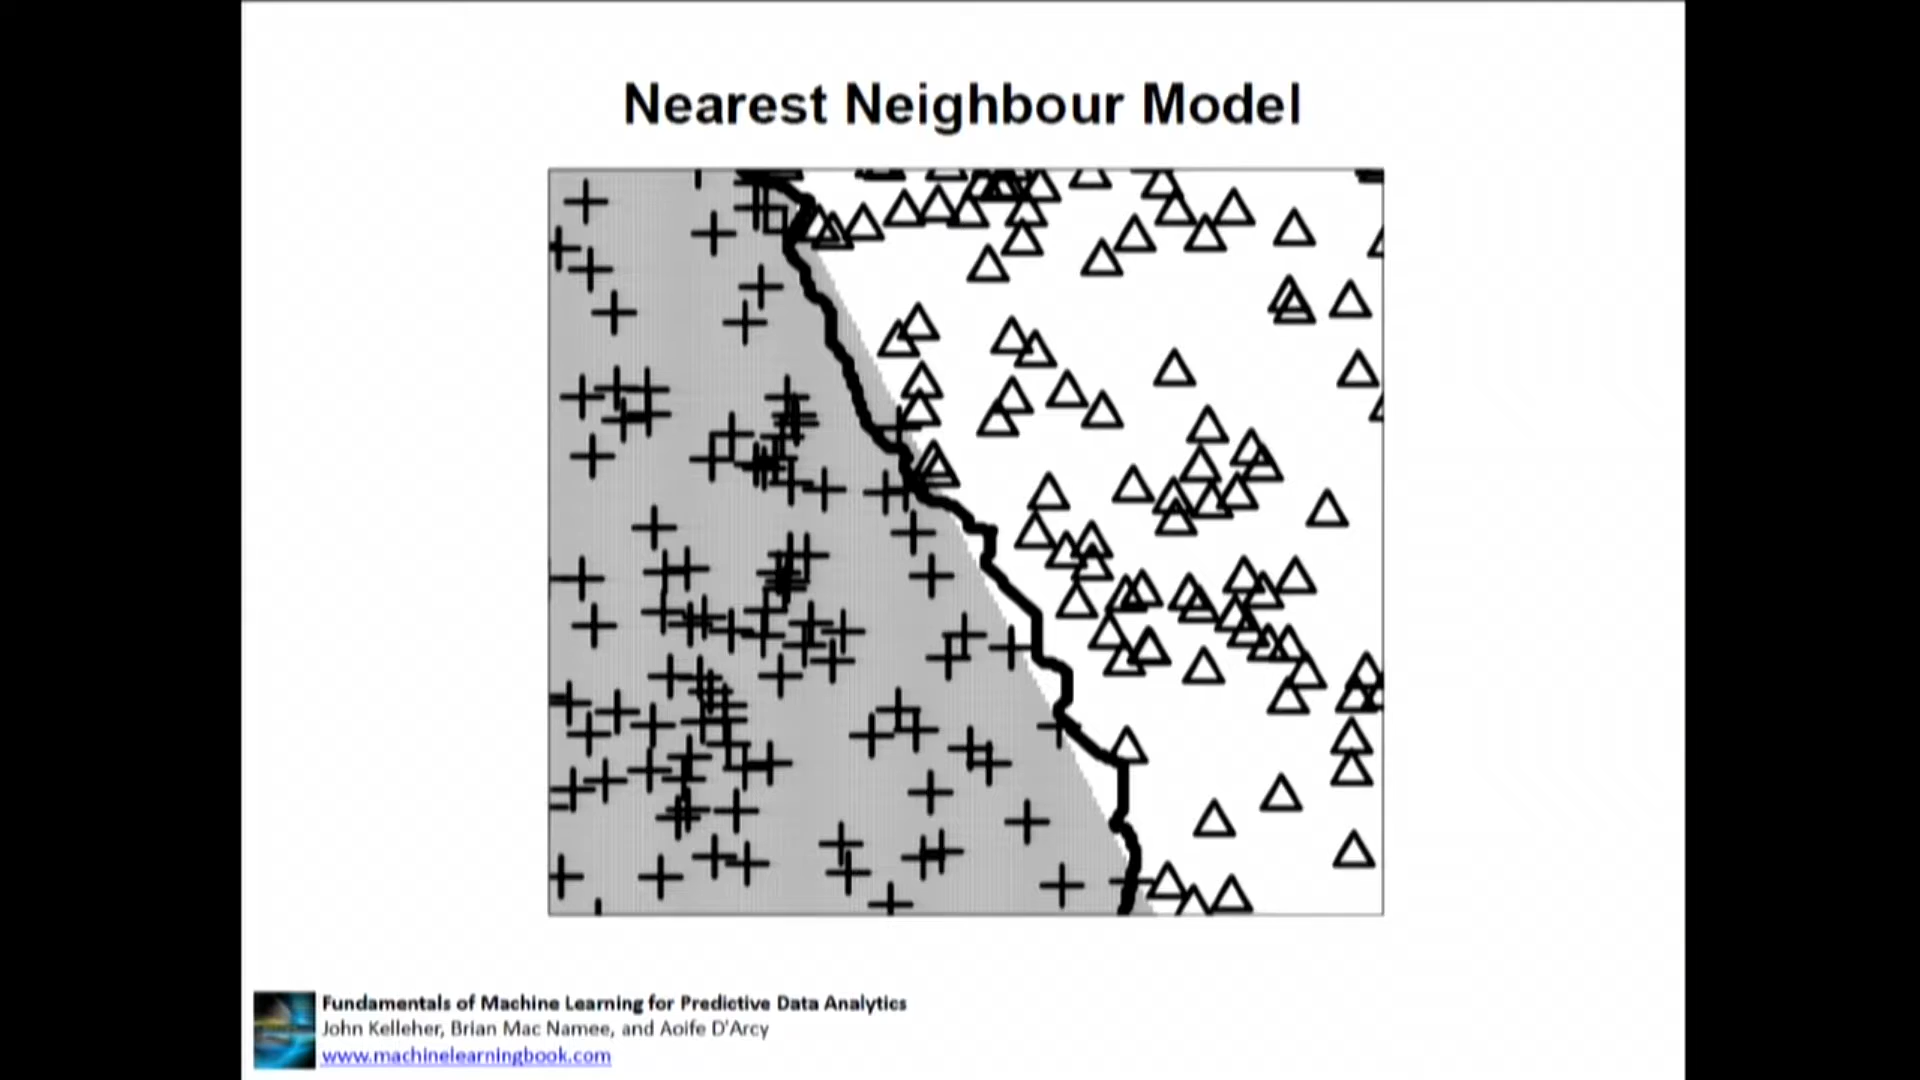 Nearest Neighbour Model
Fundamentals of Machine Learning for Predictive Data Analytics
John Kelleher, Brian Mac Namee, and Aoife D'Arcy
www.machinelearningbook.com